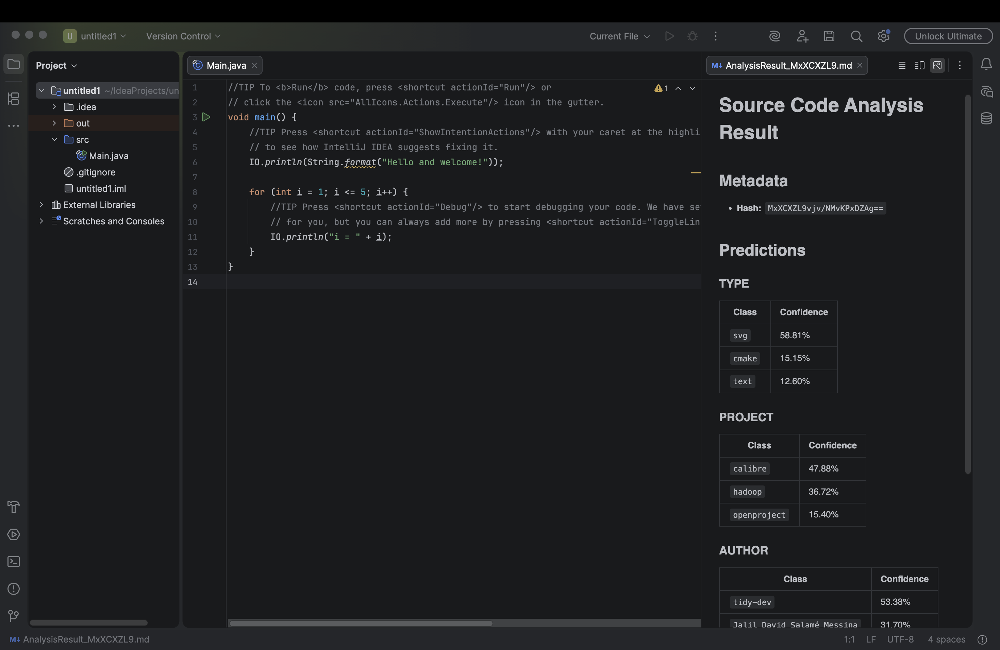 U untitled1
Version Control
Current File
Unlock Ultimate
Project
untitled1 ~/IdeaProjects/un
.idea
out
src
Main.java
.gitignore
untitled1.iml
External Libraries
Scratches and Consoles
Main.java
1 //TIP To <b>Run</b> code, press <shortcut actionId="Run"/> or
2 // click the <icon src="AllIcons.Actions.Execute"/> icon in the gutter.
3 void main() {
4 //TIP Press <shortcut actionId="ShowIntentionActions"/> with your caret at the highli
5 // to see how IntelliJ IDEA suggests fixing it.
6 IO.println(String.format("Hello and welcome!"));
7
8 for (int i = 1; i <= 5; i++) {
9 //TIP Press <shortcut actionId="Debug"/> to start debugging your code. We have se
10 // for you, but you can always add more by pressing <shortcut actionId="ToggleLin
11 IO.println("i = " + i);
12 }
13 }
14
1
M↓ AnalysisResult_MxXCXZL9.md
Source Code Analysis
Result
Metadata
• Hash: MxXCXZL9vjv/NMvKPxDZAg==
Predictions
TYPE
Class Confidence
svg 58.81%
cmake 15.15%
text 12.60%
PROJECT
Class Confidence
calibre 47.88%
hadoop 36.72%
openproject 15.40%
AUTHOR
Class Confidence
tidy-dev 53.38%
Jalil David Salamé Messina 31.70%
M↓ AnalysisResult_MxXCXZL9.md
1:1 LF UTF-8 4 spaces